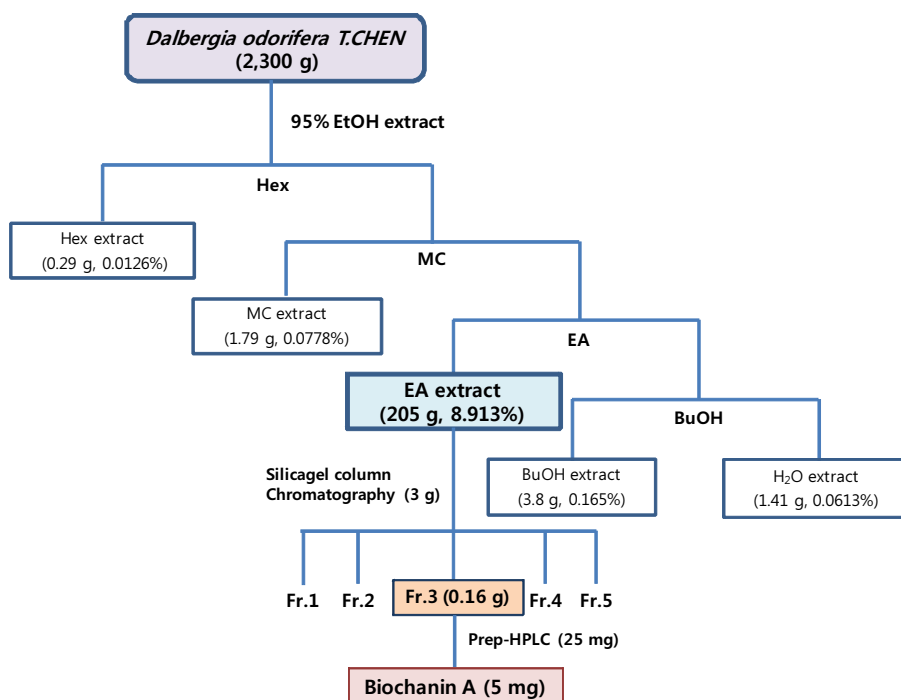 Dalbergia odorifera T.CHEN
(2,300 g)
95% EtOH extract
Hex
Hex extract
(0.29 g, 0.0126%)
MC
MC extract
(1.79 g, 0.0778%)
EA
EA extract
(205 g, 8.913%)
BuOH
BuOH extract
(3.8 g, 0.165%)
H₂O extract
(1.41 g, 0.0613%)
Silicagel column
Chromatography (3 g)
Fr.1
Fr.2
Fr.3 (0.16 g)
Fr.4
Fr.5
Prep-HPLC (25 mg)
Biochanin A (5 mg)